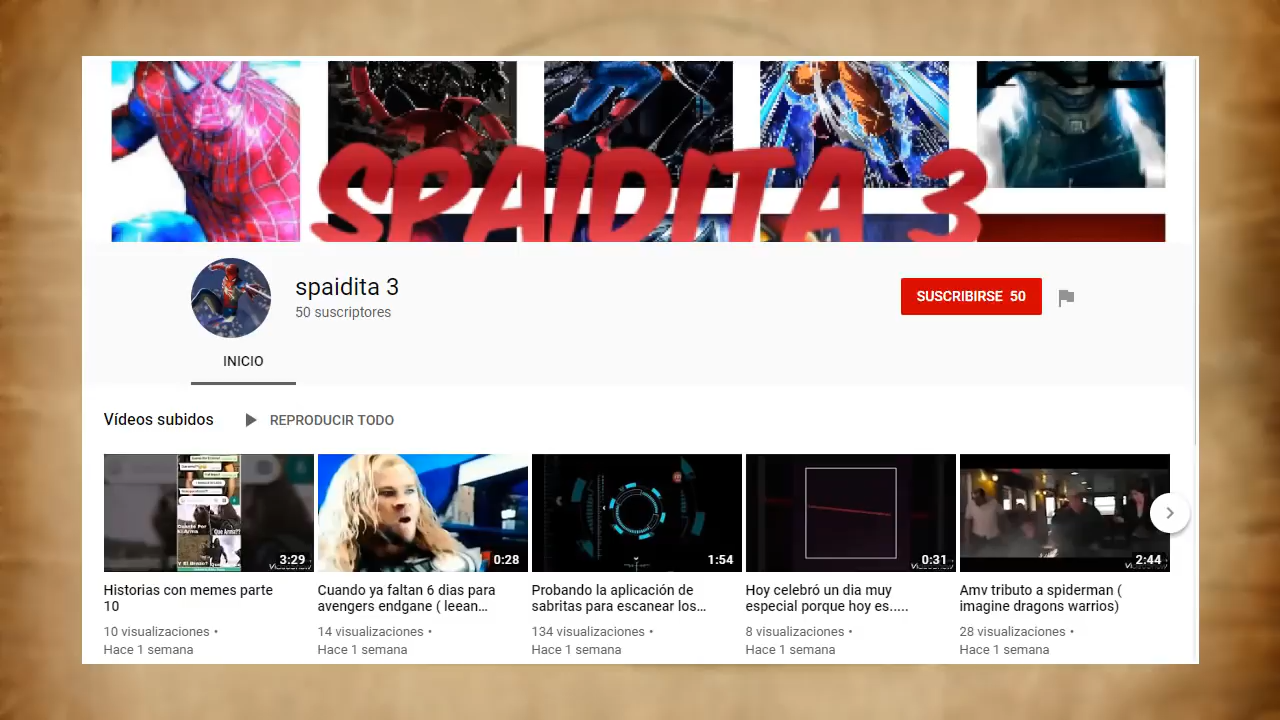 SPAIDITA 3
spaidita 3
50 suscriptores
SUSCRIBIRSE 50
INICIO
Vídeos subidos
REPRODUCIR TODO
3:29
0:28
1:54
0:31
2:44
Historias con memes parte
10
10 visualizaciones •
Hace 1 semana
Cuando ya faltan 6 dias para
avengers endgane ( leean...
14 visualizaciones •
Hace 1 semana
Probando la aplicación de
sabritas para escanear los...
134 visualizaciones •
Hace 1 semana
Hoy celebró un dia muy
especial porque hoy es.....
8 visualizaciones •
Hace 1 semana
Amv tributo a spiderman (
imagine dragons warrios)
28 visualizaciones •
Hace 1 semana